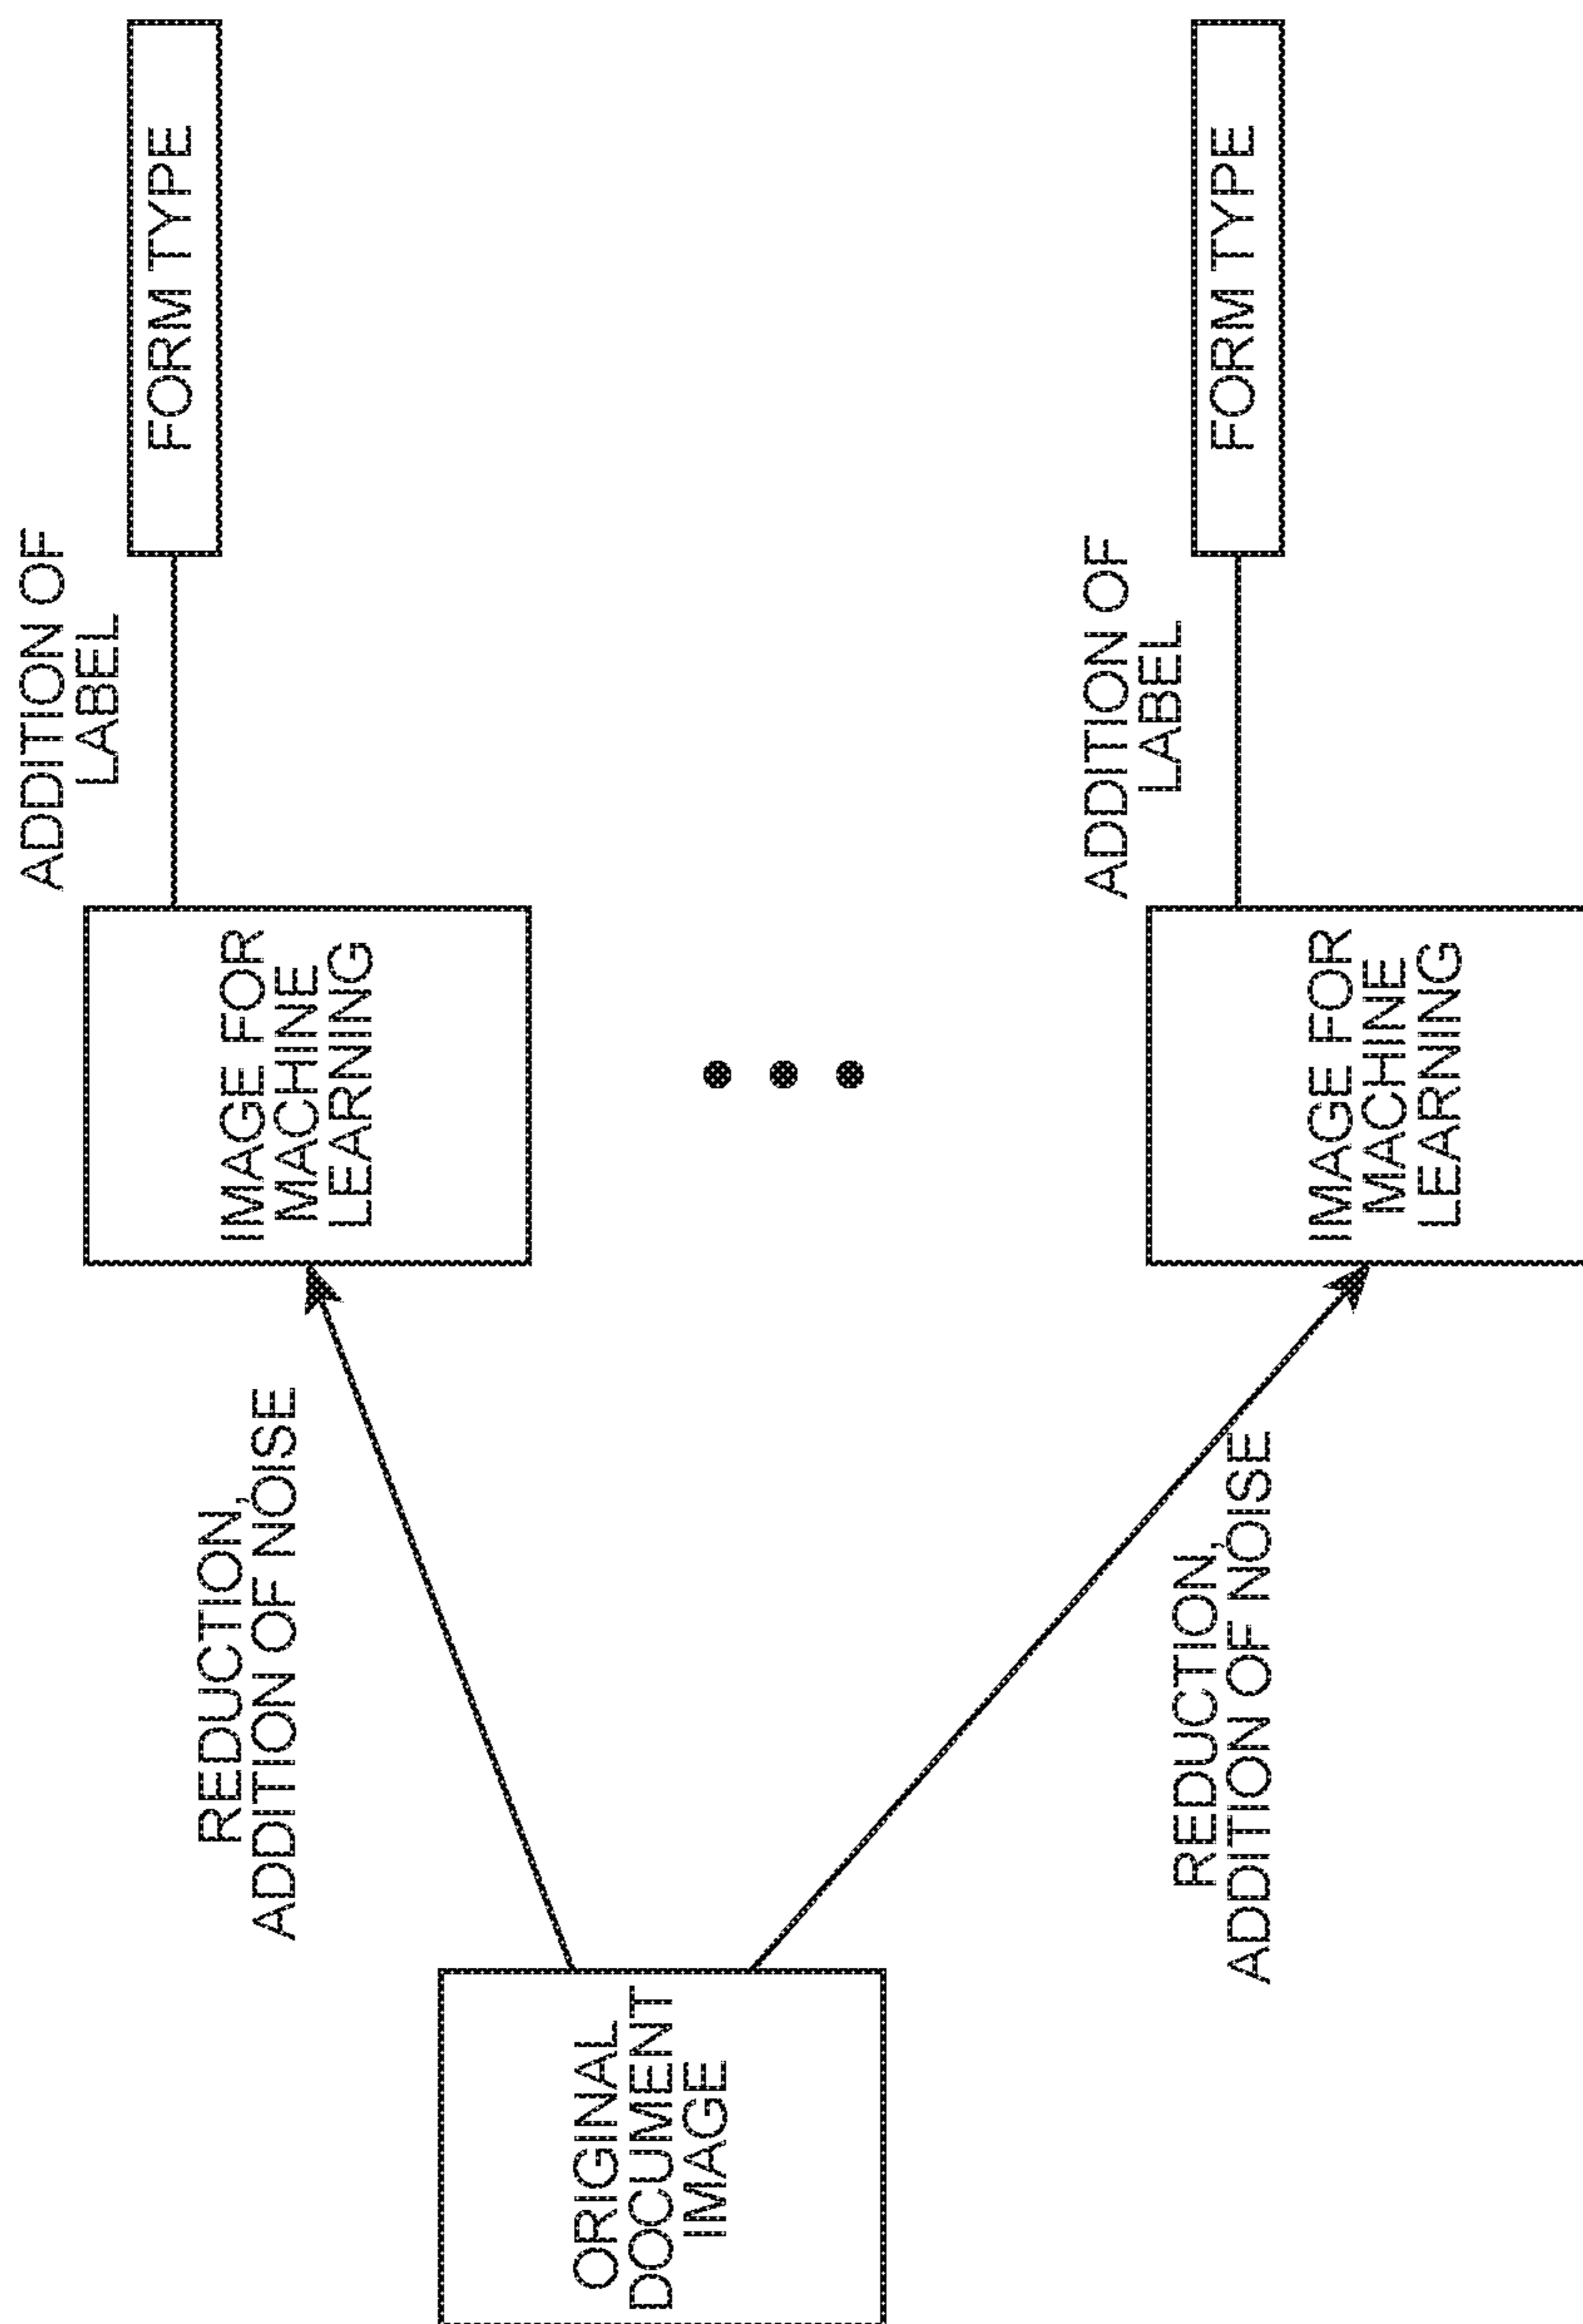 ORIGINAL
DOCUMENT
IMAGE
REDUCTION,
ADDITION OF NOISE
IMAGE FOR
MACHINE
LEARNING
ADDITION OF
LABEL
FORM TYPE
REDUCTION,
ADDITION OF NOISE
IMAGE FOR
MACHINE
LEARNING
ADDITION OF
LABEL
FORM TYPE